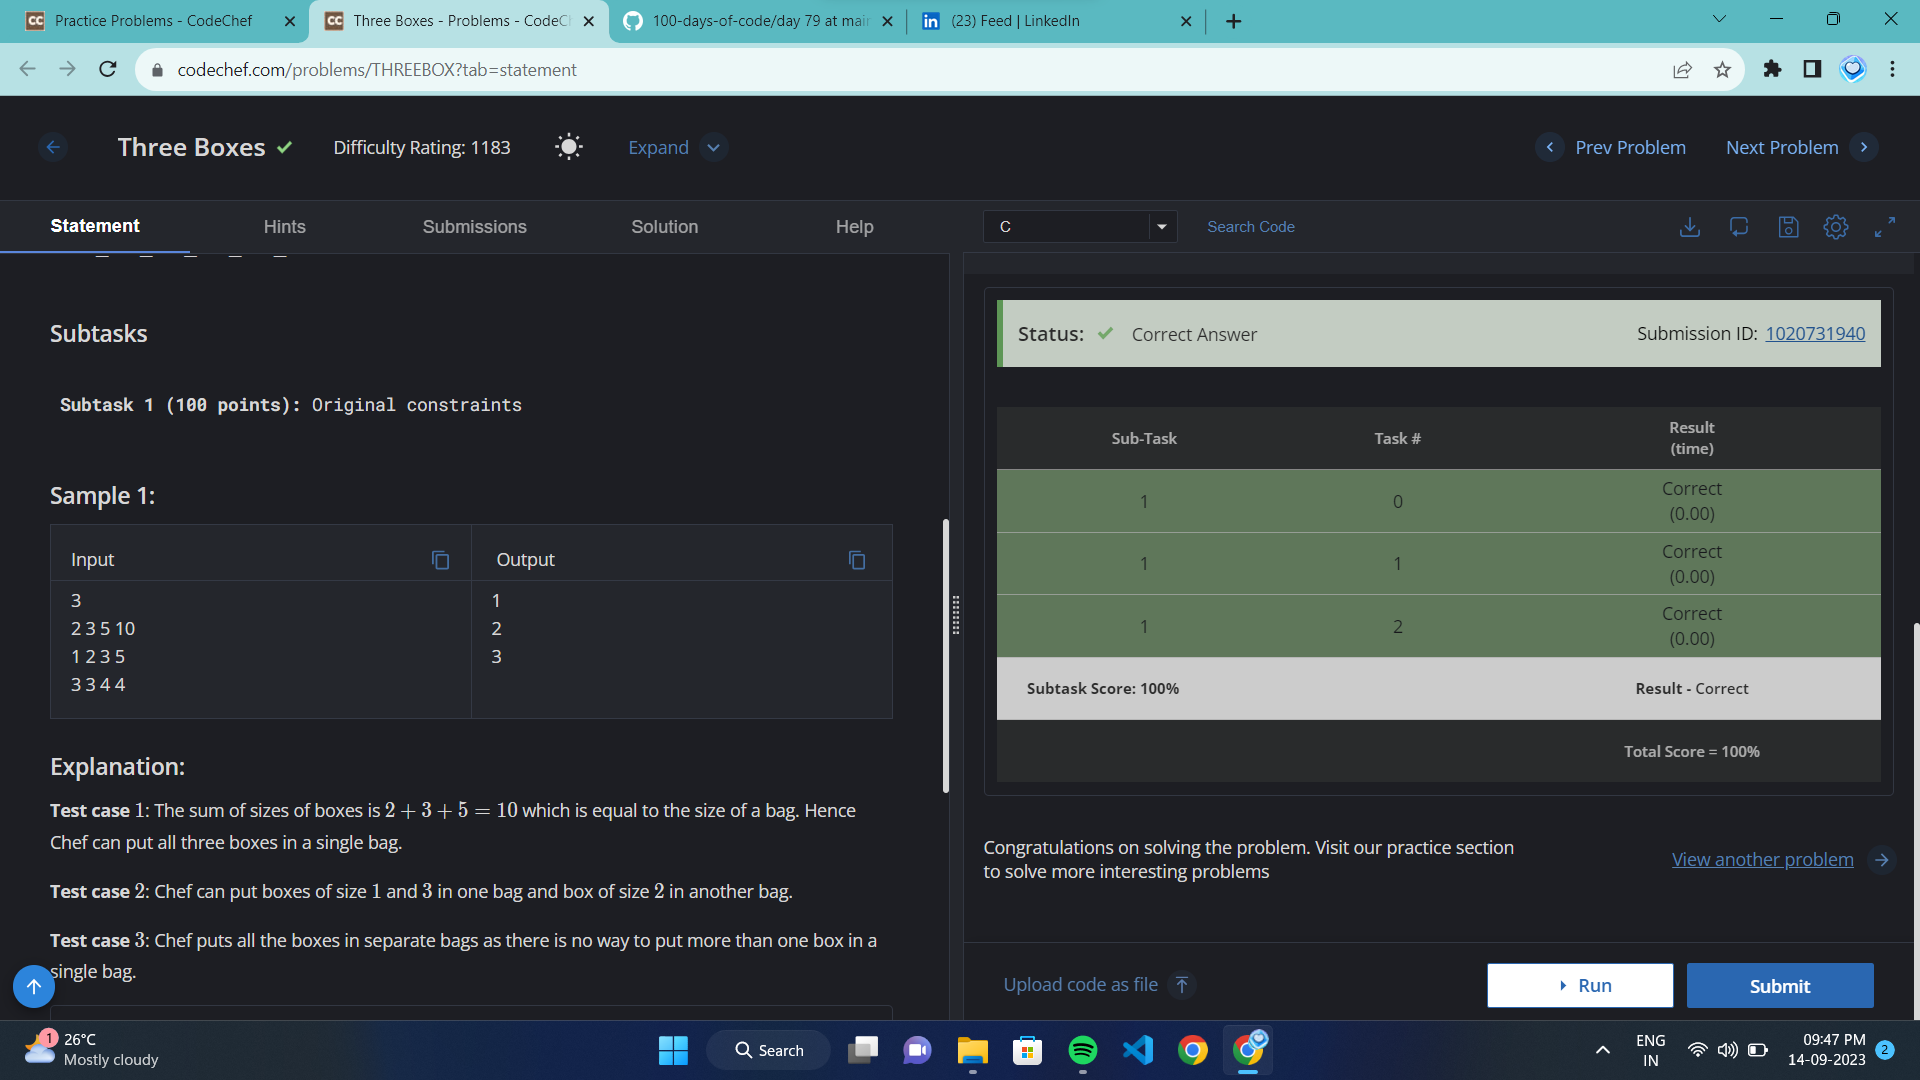 Practice Problems - CodeChef
Three Boxes - Problems - CodeCh
100-days-of-code/day 79 at main
(23) Feed | LinkedIn
codechef.com/problems/THREEBOX?tab=statement
Three Boxes
Difficulty Rating: 1183
Expand
Prev Problem
Next Problem
Statement
Hints
Submissions
Solution
Help
C
Search Code
Subtasks
Subtask 1 (100 points): Original constraints
Sample 1:
Input
Output
3
2 3 5 10
1 2 3 5
3 3 4 4
1
2
3
Explanation:
Test case 1: The sum of sizes of boxes is 2 + 3 + 5 = 10 which is equal to the size of a bag. Hence
Chef can put all three boxes in a single bag.
Test case 2: Chef can put boxes of size 1 and 3 in one bag and box of size 2 in another bag.
Test case 3: Chef puts all the boxes in separate bags as there is no way to put more than one box in a
single bag.
Status: Correct Answer
Submission ID: 1020731940
Sub-Task Task # Result
(time)
1 0 Correct
(0.00)
1 1 Correct
(0.00)
1 2 Correct
(0.00)
Subtask Score: 100% Result - Correct
Total Score = 100%
Congratulations on solving the problem. Visit our practice section
to solve more interesting problems
View another problem
Upload code as file
Run
Submit
1
26°C
Mostly cloudy
Search
ENG
IN
09:47 PM
14-09-2023
2